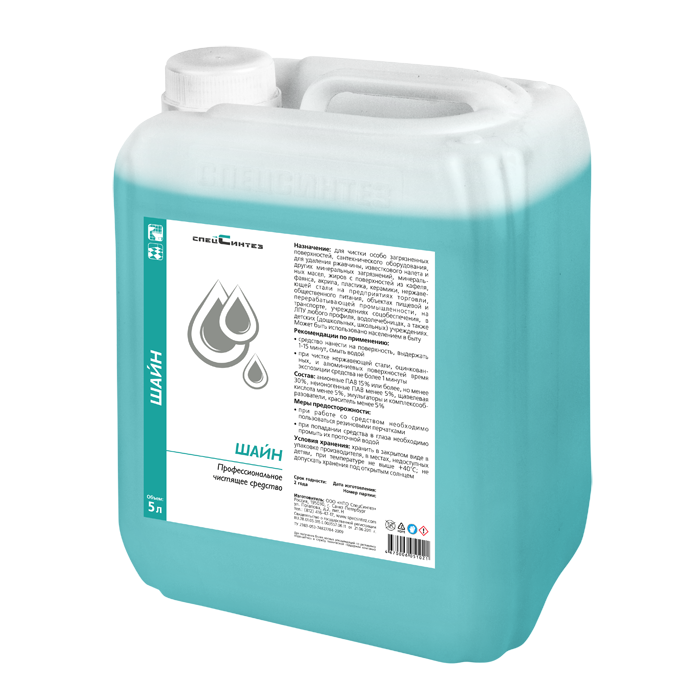 СПЕЦСИНТЕЗ
СПЕЦСИНТЕЗ
ШАЙН
Объем:
5 л
ШАЙН
Профессиональное
чистящее средство
Назначение: для чистки особо загрязненных
поверхностей, сантехнического оборудования,
для удаления ржавчины, известкового налета и
других минеральных загрязнений, минераль-
ных масел, жиров с поверхностей из кафеля,
фаянса, акрила, пластика, керамики, нержаве-
ющей стали на предприятиях торговли,
общественного питания, объектах пищевой и
перерабатывающей промышленности, на
транспорте, учреждениях соцобеспечения, в
ЛПУ любого профиля, водолечебницах, а также
детских (дошкольных, школьных) учреждениях.
Может быть использовано населением в быту
Рекомендации по применению:
• средство нанести на поверхность, выдержать
1-15 минут, смыть водой
• при чистке нержавеющей стали, оцинкован-
ных, и алюминиевых поверхностей время
экспозиции средства не более 1 минуты
Состав: анионные ПАВ 15% или более, но менее
30%, неионогенные ПАВ менее 5%, щавелевая
кислота менее 5%, эмульгаторы и комплексооб-
разователи, краситель менее 5%
Меры предосторожности:
• при работе со средством необходимо
пользоваться резиновыми перчатками
• при попадании средства в глаза необходимо
промыть их проточной водой
Условия хранения: хранить в закрытом виде в
упаковке производителя, в местах, недоступных
детям, при температуре не выше +40°С, не
допускать хранения под открытым солнцем
Срок годности: Дата изготовления:
2 года
Номер партии:
Изготовитель: ООО «НПО СпецСинтез»
Россия, г. Санкт-Петербург